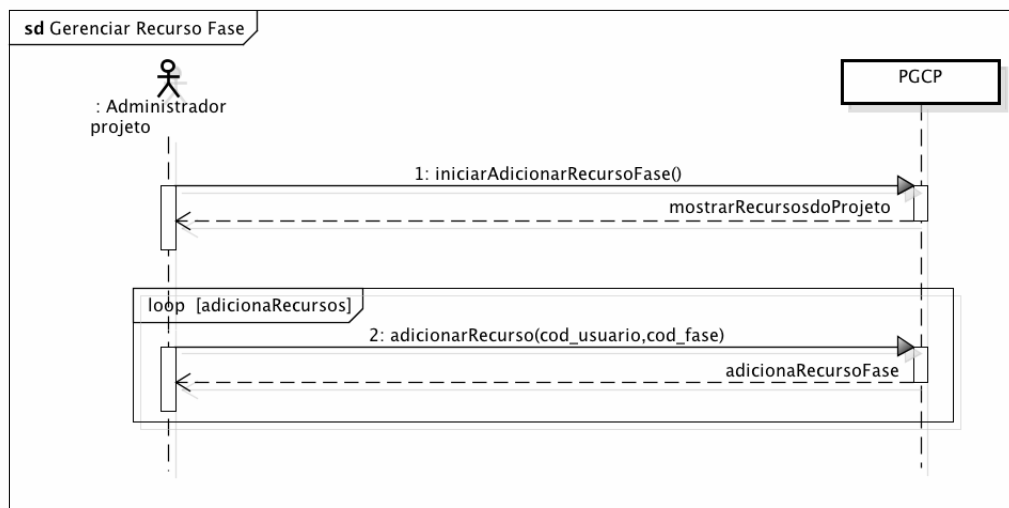 sd Gerenciar Recurso Fase
PGCP
: Administrador
projeto
1: iniciarAdicionarRecursoFase()
mostrarRecursosdoProjeto
loop [adicionaRecursos]
2: adicionarRecurso(cod_usuario,cod_fase)
adicionaRecursoFase